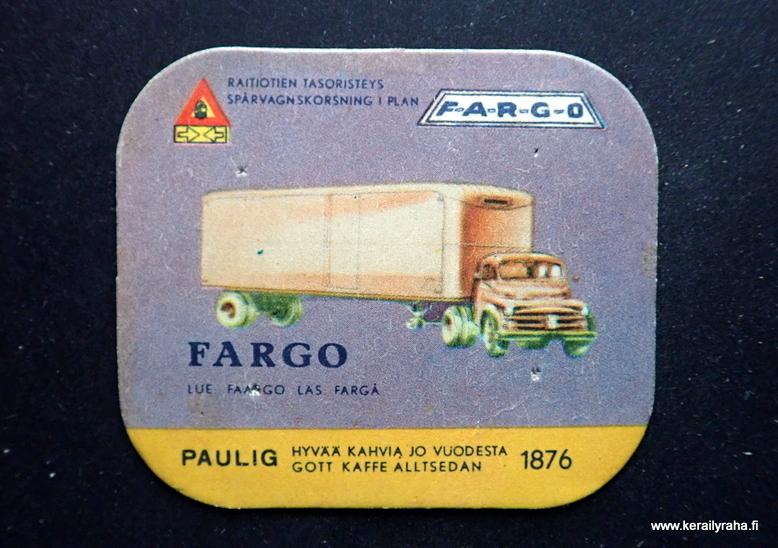 RAITIOTIEN TASORISTEYS
SPÅRVAGNSKORSNING I PLAN
F-A-R-G-O
FARGO
LUE FAARGO LÄS FARGÅ
PAULIG HYVÄÄ KAHVIA JO VUODESTA 1876
GOTT KAFFE ALLTSEDAN
www.kerailyraha.fi